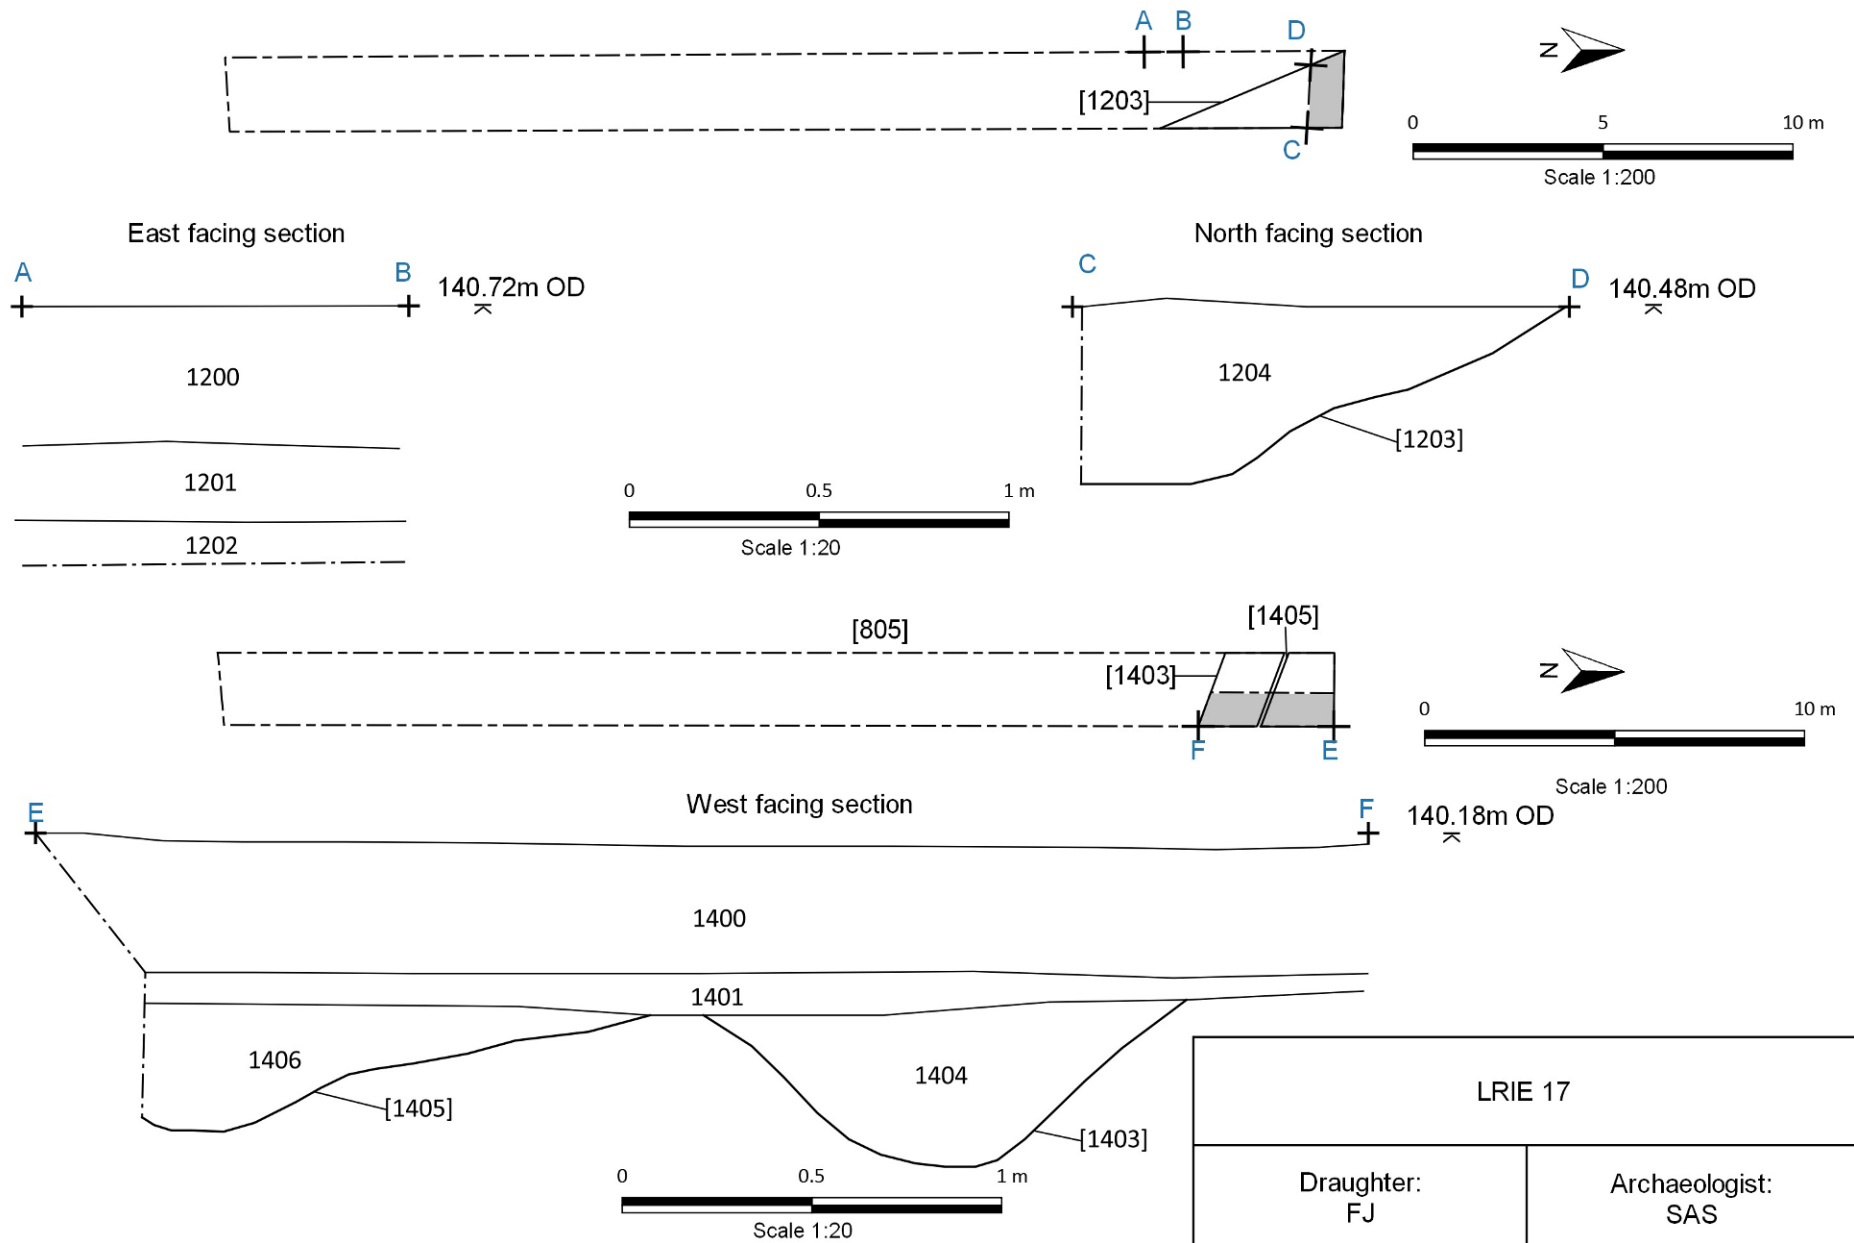 A B D
[1203]
C
N
0 5 10 m
Scale 1:200
East facing section
A B
140.72m OD
1200
1201
1202
North facing section
C D
140.48m OD
1204
[1203]
0 0.5 1 m
Scale 1:20
[805]
[1405]
[1403]
F E
N
0 10 m
Scale 1:200
West facing section
E F
140.18m OD
1400
1401
1406
1404
[1405]
[1403]
0 0.5 1 m
Scale 1:20
LRIE 17
Draughter:
FJ
Archaeologist:
SAS